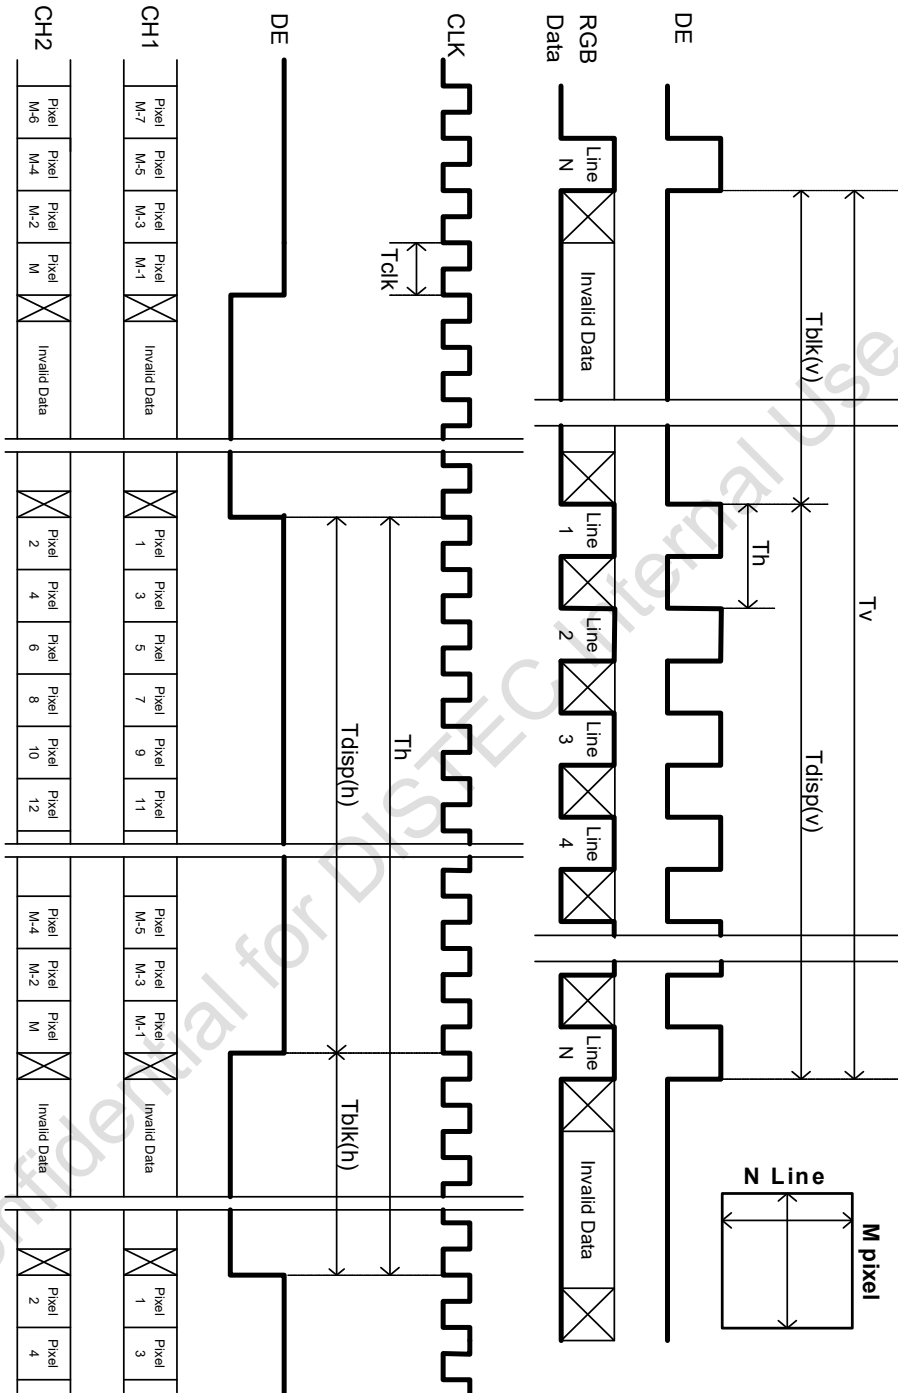 DE
Tv
Tblk(v)
Tdisp(v)
Th
RGB
Data
Line
N
Invalid Data
Line
1
Line
2
Line
3
Line
4
Line
N
Invalid Data
M pixel
N Line
CLK
Tclk
Th
Tdisp(h)
Tblk(h)
DE
CH1
Pixel
M-7
Pixel
M-5
Pixel
M-3
Pixel
M-1
Invalid Data
Pixel
1
Pixel
3
Pixel
5
Pixel
7
Pixel
9
Pixel
11
Pixel
M-5
Pixel
M-3
Pixel
M-1
Invalid Data
Pixel
1
Pixel
3
CH2
Pixel
M-6
Pixel
M-4
Pixel
M-2
Pixel
M
Invalid Data
Pixel
2
Pixel
4
Pixel
6
Pixel
8
Pixel
10
Pixel
12
Pixel
M-4
Pixel
M-2
Pixel
M
Invalid Data
Pixel
2
Pixel
4
for DISTEC Internal Use